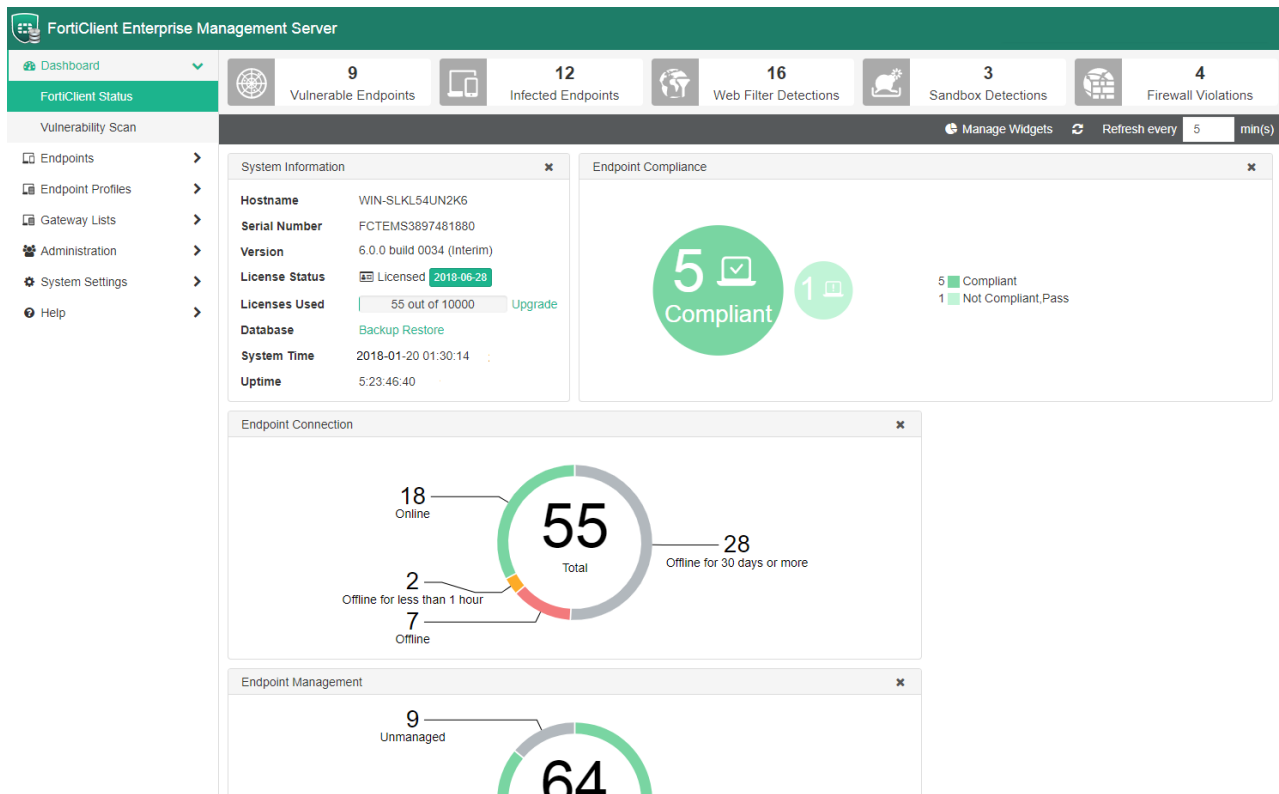 FortiClient Enterprise Management Server
Dashboard
FortiClient Status
Vulnerability Scan
Endpoints
Endpoint Profiles
Gateway Lists
Administration
System Settings
Help
9
Vulnerable Endpoints
12
Infected Endpoints
16
Web Filter Detections
3
Sandbox Detections
4
Firewall Violations
Manage Widgets Refresh every 5 min(s)
System Information
Hostname WIN-SLKL54UN2K6
Serial Number FCTEMS3897481880
Version 6.0.0 build 0034 (Interim)
License Status Licensed 2018-06-28
Licenses Used 55 out of 10000 Upgrade
Database Backup Restore
System Time 2018-01-20 01:30:14
Uptime 5:23:46:40
Endpoint Compliance
5
Compliant
1
5 Compliant
1 Not Compliant,Pass
Endpoint Connection
18
Online
2
Offline for less than 1 hour
7
Offline
55
Total
28
Offline for 30 days or more
Endpoint Management
9
Unmanaged
64